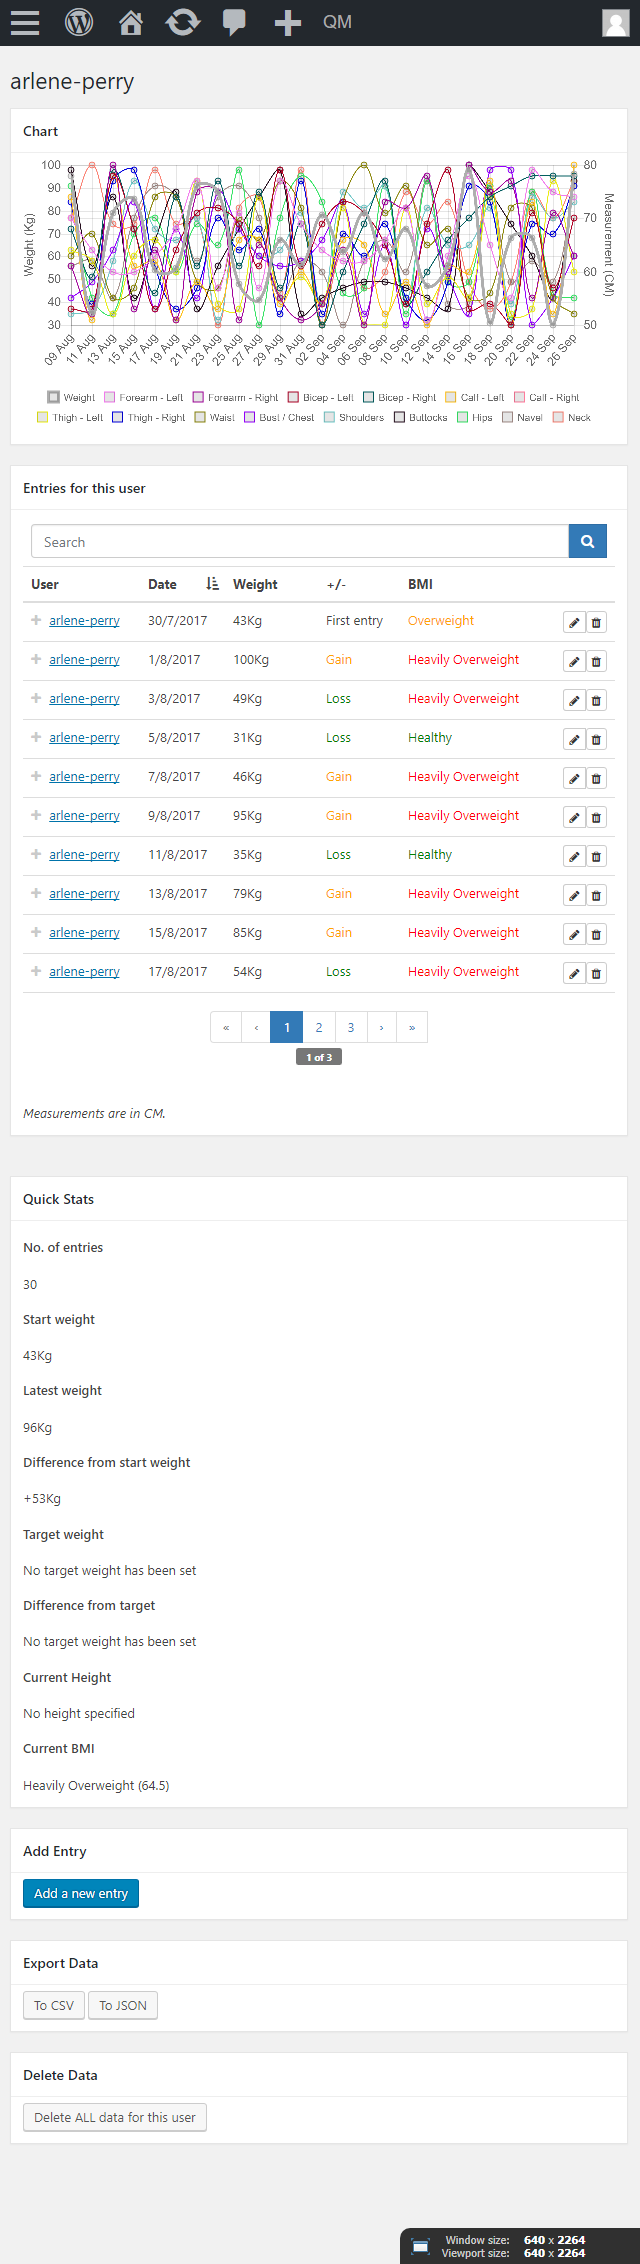 QM
arlene-perry
Chart
100 90 80 70 60 50 40 30
Weight (Kg)
80 70 60 50
Measurement (CM)
09 Aug 11 Aug 13 Aug 15 Aug 17 Aug 19 Aug 21 Aug 23 Aug 25 Aug 27 Aug 29 Aug 31 Aug 02 Sep 04 Sep 06 Sep 08 Sep 10 Sep 12 Sep 14 Sep 16 Sep 18 Sep 20 Sep 22 Sep 24 Sep 26 Sep
Weight Forearm - Left Forearm - Right Bicep - Left Bicep - Right Calf - Left Calf - Right
Thigh - Left Thigh - Right Waist Bust / Chest Shoulders Buttocks Hips Navel Neck
Entries for this user
Search
User Date Weight +/- BMI
arlene-perry 30/7/2017 43Kg First entry Overweight
arlene-perry 1/8/2017 100Kg Gain Heavily Overweight
arlene-perry 3/8/2017 49Kg Loss Heavily Overweight
arlene-perry 5/8/2017 31Kg Loss Healthy
arlene-perry 7/8/2017 46Kg Gain Heavily Overweight
arlene-perry 9/8/2017 95Kg Gain Heavily Overweight
arlene-perry 11/8/2017 35Kg Loss Healthy
arlene-perry 13/8/2017 79Kg Gain Heavily Overweight
arlene-perry 15/8/2017 85Kg Gain Heavily Overweight
arlene-perry 17/8/2017 54Kg Loss Heavily Overweight
« ‹ 1 2 3 › »
1 of 3
Measurements are in CM.
Quick Stats
No. of entries
30
Start weight
43Kg
Latest weight
96Kg
Difference from start weight
+53Kg
Target weight
No target weight has been set
Difference from target
No target weight has been set
Current Height
No height specified
Current BMI
Heavily Overweight (64.5)
Add Entry
Add a new entry
Export Data
To CSV To JSON
Delete Data
Delete ALL data for this user
Window size: 640 x 2264
Viewport size: 640 x 2264